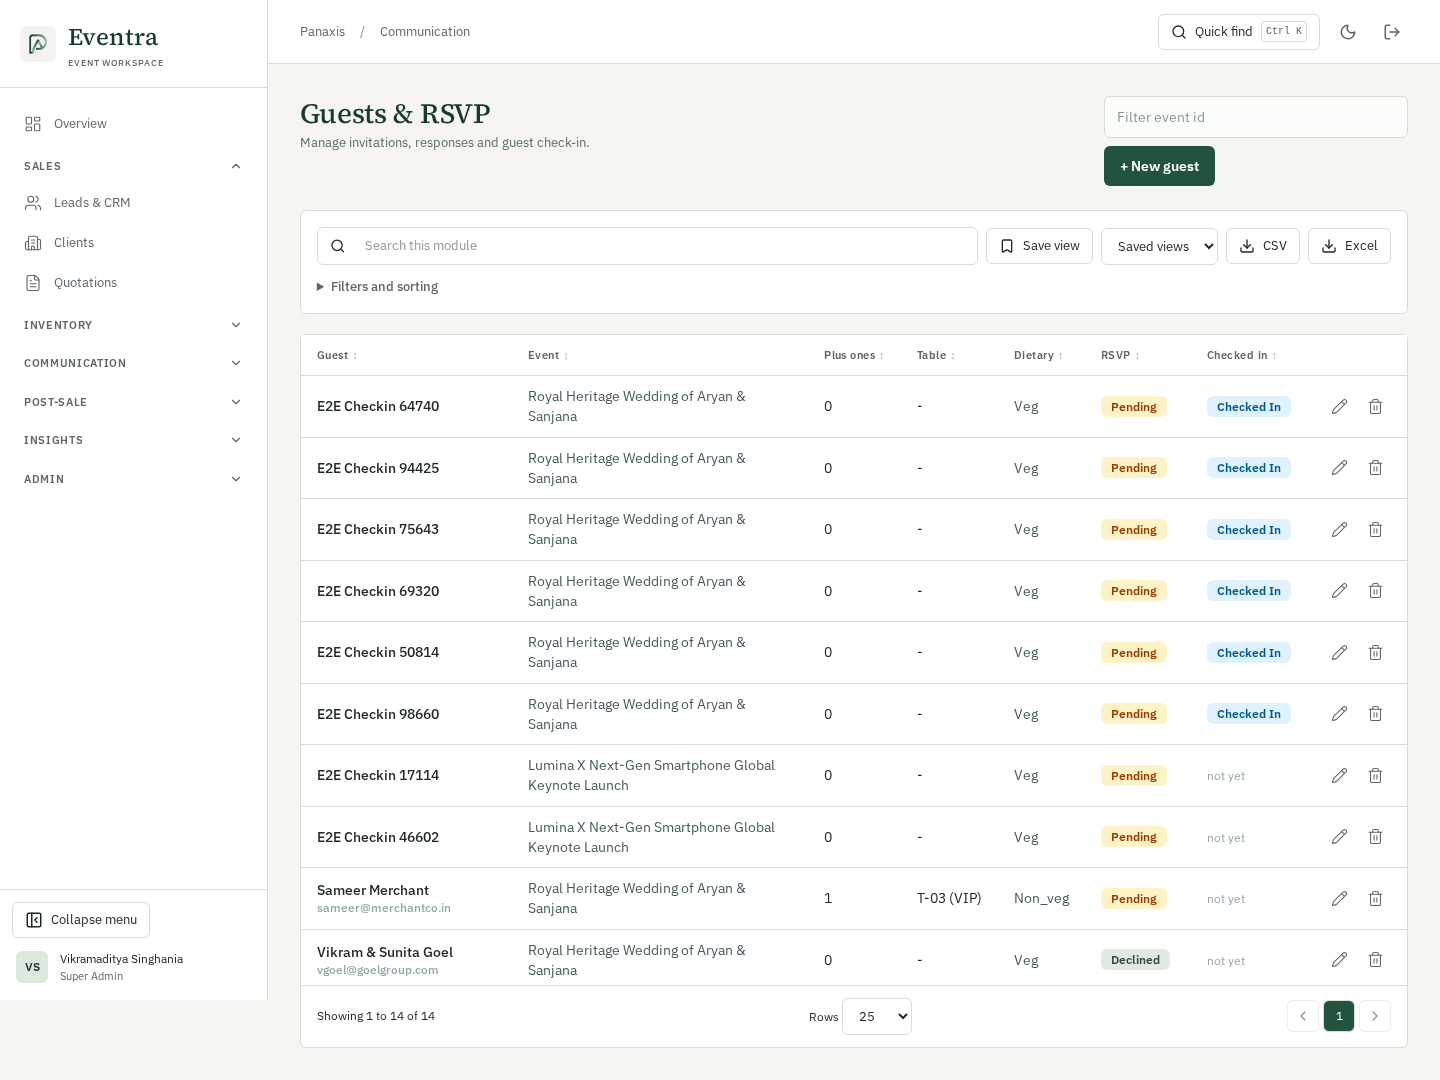 Eventra
EVENT WORKSPACE
Panaxis / Communication
Quick find Ctrl K
Overview
SALES
Leads & CRM
Clients
Quotations
INVENTORY
COMMUNICATION
POST-SALE
INSIGHTS
ADMIN
Collapse menu
VS
Vikramaditya Singhania
Super Admin
Guests & RSVP
Manage invitations, responses and guest check-in.
Filter event id
+ New guest
Search this module
Save view
Saved views
CSV
Excel
Filters and sorting
Guest Event Plus ones Table Dietary RSVP Checked in
E2E Checkin 64740 Royal Heritage Wedding of Aryan & 0 - Veg Pending Checked In
Sanjana
E2E Checkin 94425 Royal Heritage Wedding of Aryan & 0 - Veg Pending Checked In
Sanjana
E2E Checkin 75643 Royal Heritage Wedding of Aryan & 0 - Veg Pending Checked In
Sanjana
E2E Checkin 69320 Royal Heritage Wedding of Aryan & 0 - Veg Pending Checked In
Sanjana
E2E Checkin 50814 Royal Heritage Wedding of Aryan & 0 - Veg Pending Checked In
Sanjana
E2E Checkin 98660 Royal Heritage Wedding of Aryan & 0 - Veg Pending Checked In
Sanjana
E2E Checkin 17114 Lumina X Next-Gen Smartphone Global 0 - Veg Pending not yet
Keynote Launch
E2E Checkin 46602 Lumina X Next-Gen Smartphone Global 0 - Veg Pending not yet
Keynote Launch
Sameer Merchant Royal Heritage Wedding of Aryan & 1 T-03 (VIP) Non_veg Pending not yet
sameer@merchantco.in Sanjana
Vikram & Sunita Goel Royal Heritage Wedding of Aryan & 0 - Veg Declined not yet
vgoel@goelgroup.com Sanjana
Showing 1 to 14 of 14
Rows 25
1